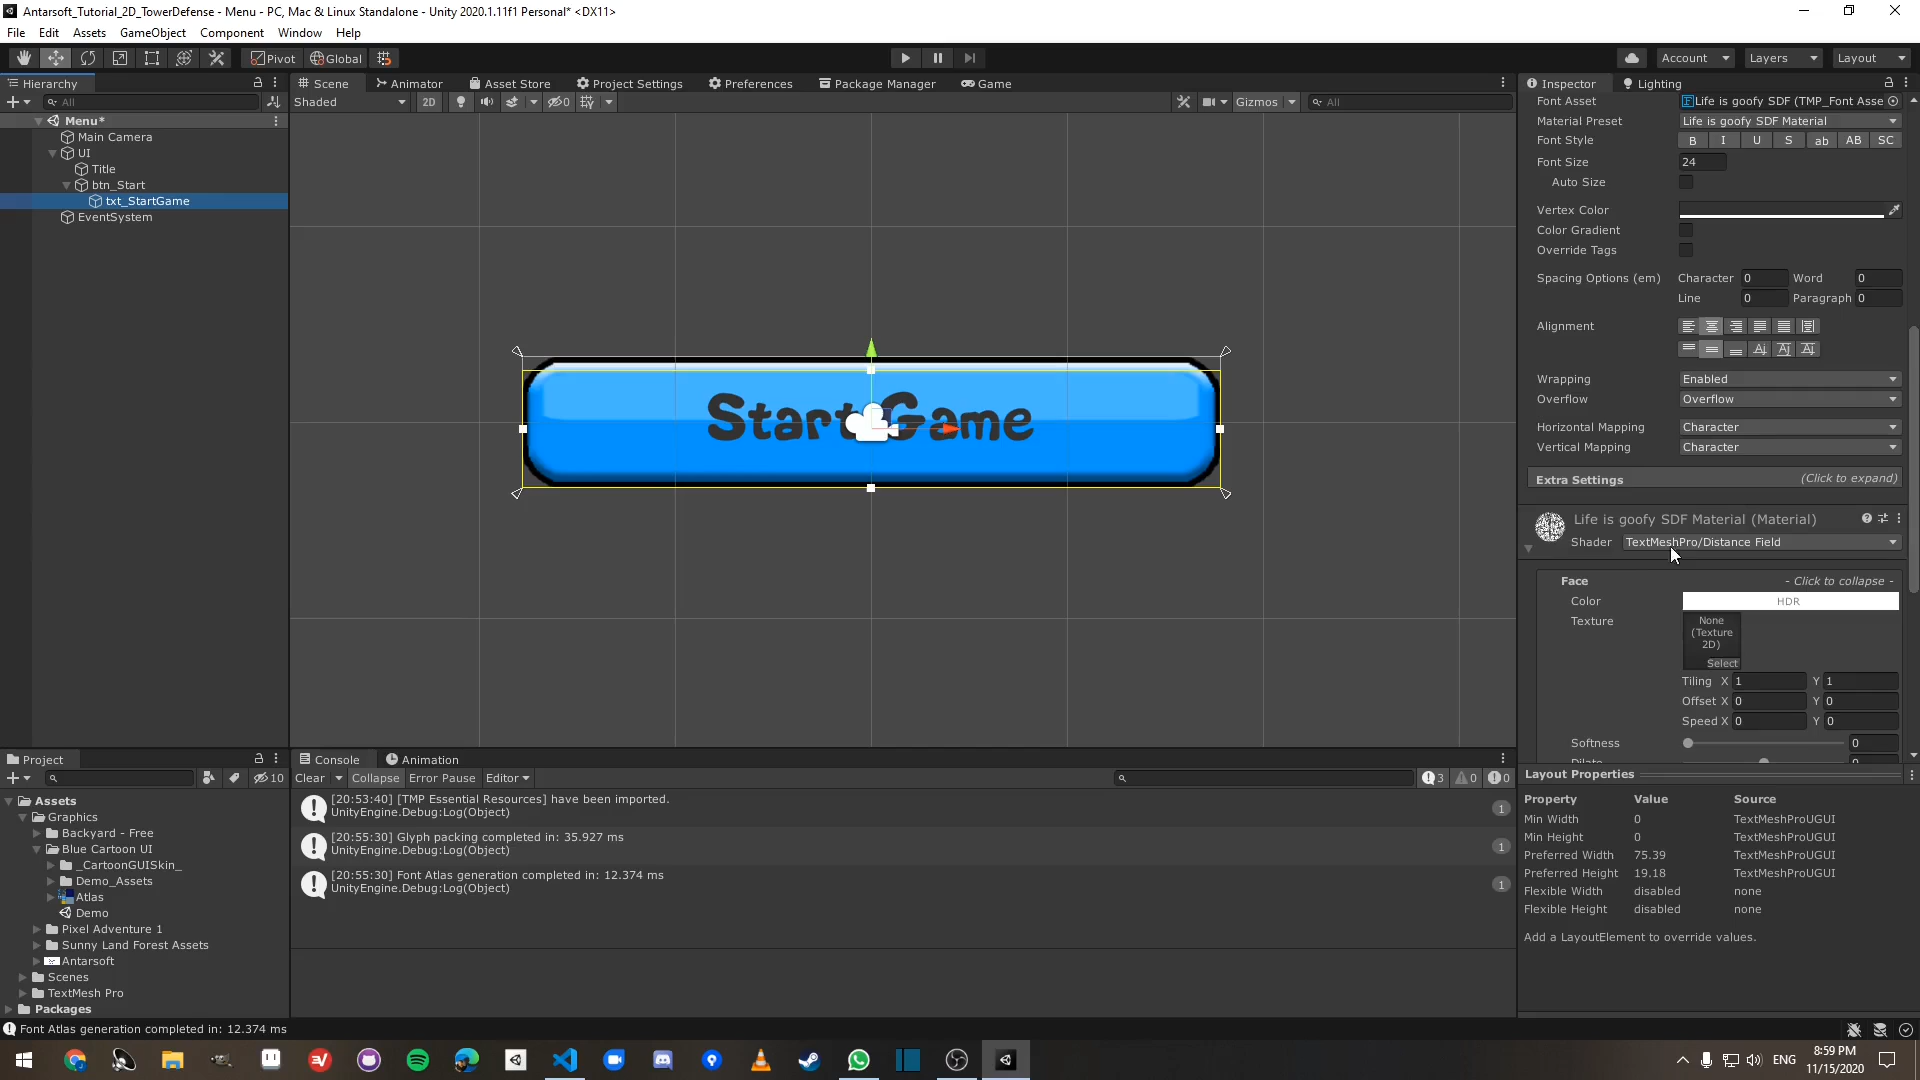 Antarsoft_Tutorial_2D_TowerDefense - Menu - PC, Mac & Linux Standalone - Unity 2020.1.11f1 Personal* <DX11>
File Edit Assets GameObject Component Window Help
Pivot Global Account Layers Layout
Hierarchy
All
Menu*
Main Camera
UI
Title
btn_Start
txt_StartGame
EventSystem
Scene Animator Asset Store Project Settings Preferences Package Manager Game
Shaded 2D 0 Gizmos All
Start Game
Inspector Lighting
Font Asset Life is goofy SDF (TMP_Font Asse
Material Preset Life is goofy SDF Material
Font Style B I U S ab AB SC
Font Size 24
Auto Size
Vertex Color
Color Gradient
Override Tags
Spacing Options (em) Character 0 Word 0
Line 0 Paragraph 0
Alignment
Wrapping Enabled
Overflow Overflow
Horizontal Mapping Character
Vertical Mapping Character
Extra Settings (Click to expand)
Life is goofy SDF Material (Material)
Shader TextMeshPro/Distance Field
Face - Click to collapse -
Color HDR
Texture None
(Texture
2D)
Select
Tiling X 1 Y 1
Offset X 0 Y 0
Speed X 0 Y 0
Softness 0
Dilate 0
Layout Properties
Property Value Source
Min Width 0 TextMeshProUGUI
Min Height 0 TextMeshProUGUI
Preferred Width 75.39 TextMeshProUGUI
Preferred Height 19.18 TextMeshProUGUI
Flexible Width disabled none
Flexible Height disabled none
Add a LayoutElement to override values.
Project
10
Assets
Graphics
Backyard - Free
Blue Cartoon UI
_CartoonGUISkin_
Demo_Assets
Atlas
Demo
Pixel Adventure 1
Sunny Land Forest Assets
Antarsoft
Scenes
TextMesh Pro
Packages
Console Animation
Clear Collapse Error Pause Editor 3 0 0
[20:53:40] [TMP Essential Resources] have been imported.
UnityEngine.Debug:Log(Object)
1
[20:55:30] Glyph packing completed in: 35.927 ms
UnityEngine.Debug:Log(Object)
1
[20:55:30] Font Atlas generation completed in: 12.374 ms
UnityEngine.Debug:Log(Object)
1
Font Atlas generation completed in: 12.374 ms
ENG
8:59 PM
11/15/2020